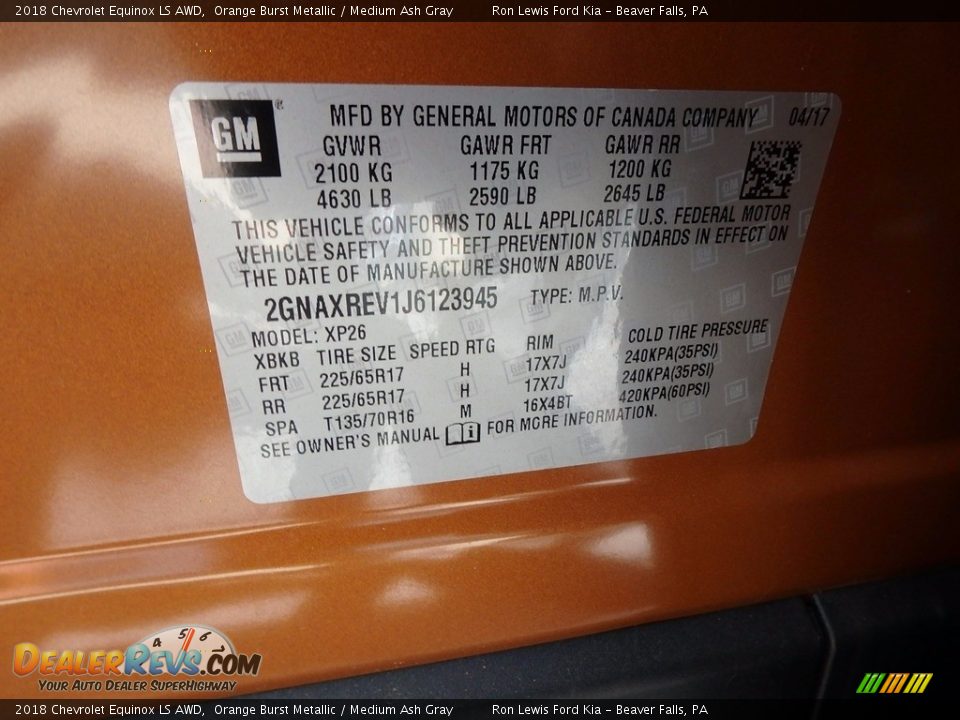 2018 Chevrolet Equinox LS AWD, Orange Burst Metallic / Medium Ash Gray Ron Lewis Ford Kia - Beaver Falls, PA
GM ® MFD BY GENERAL MOTORS OF CANADA COMPANY 04/17
GVWR GAWR FRT GAWR RR
2100 KG 1175 KG 1200 KG
4630 LB 2590 LB 2645 LB
THIS VEHICLE CONFORMS TO ALL APPLICABLE U.S. FEDERAL MOTOR
VEHICLE SAFETY AND THEFT PREVENTION STANDARDS IN EFFECT ON
THE DATE OF MANUFACTURE SHOWN ABOVE.
2GNAXREV1J6123945 TYPE: M.P.V.
MODEL: XP26
XBKB TIRE SIZE SPEED RTG RIM COLD TIRE PRESSURE
FRT 225/65R17 H 17X7J 240KPA(35PSI)
RR 225/65R17 H 17X7J 240KPA(35PSI)
SPA T135/70R16 M 16X4BT 420KPA(60PSI)
SEE OWNER'S MANUAL i FOR MORE INFORMATION.
4 5 6
DEALERREVS.COM
YOUR AUTO DEALER SUPERHIGHWAY
2018 Chevrolet Equinox LS AWD, Orange Burst Metallic / Medium Ash Gray Ron Lewis Ford Kia - Beaver Falls, PA